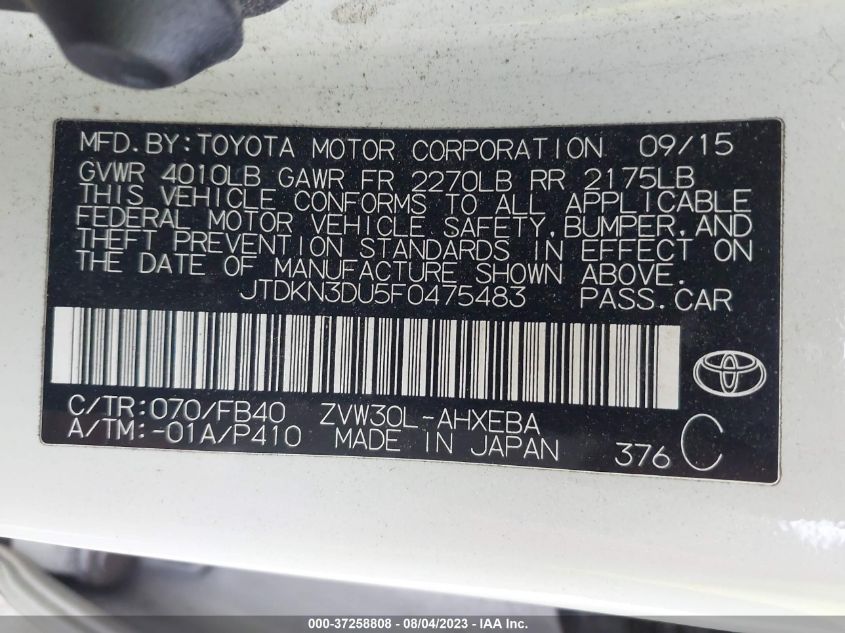 MFD. BY: TOYOTA MOTOR CORPORATION 09/15
GVWR 4010LB GAWR FR 2270LB RR 2175LB
THIS VEHICLE CONFORMS TO ALL APPLICABLE
FEDERAL MOTOR VEHICLE SAFETY, BUMPER, AND
THEFT PREVENTION STANDARDS IN EFFECT ON
THE DATE OF MANUFACTURE SHOWN ABOVE.
JTDKN3DU5F0475483 PASS. CAR
C/TR: 070/FB40 ZVW30L-AHXEBA
A/TM: -01A/P410 MADE IN JAPAN 376 C
000-37258808 - 08/04/2023 - IAAI.com